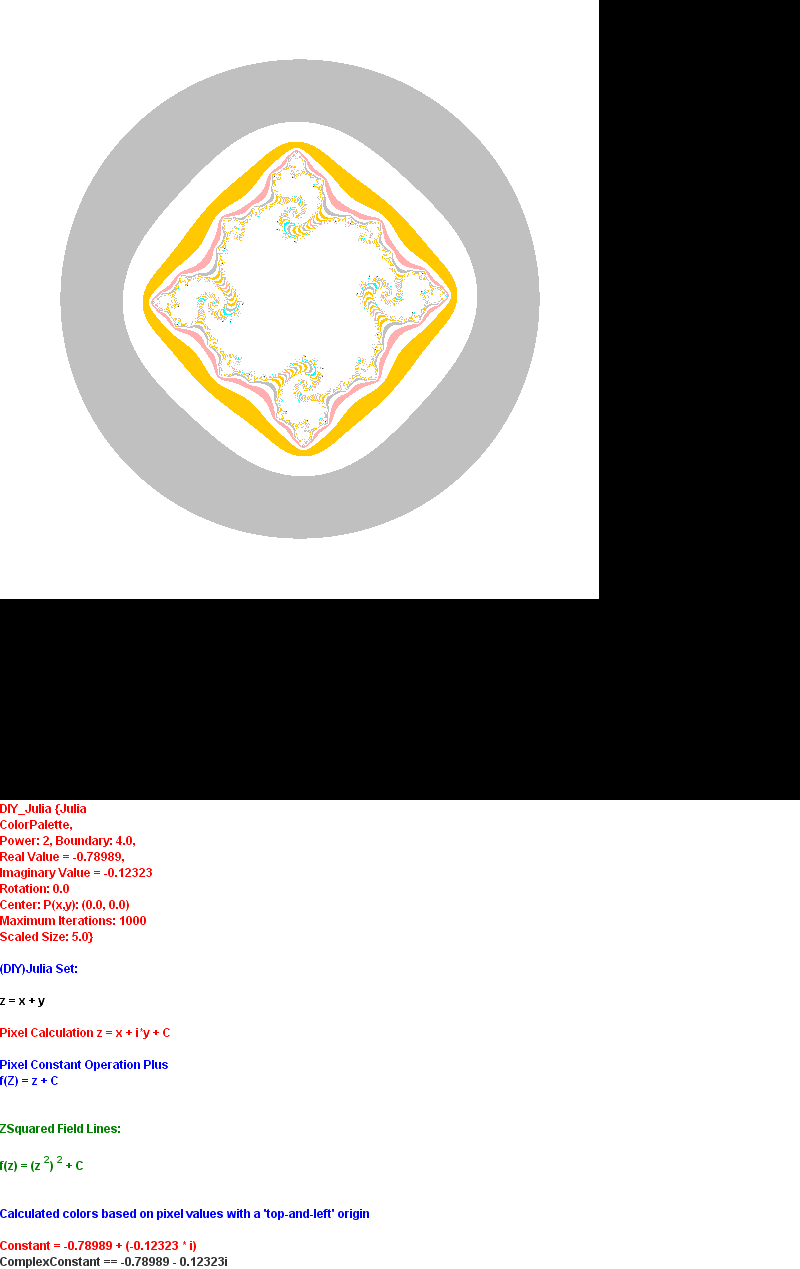 DIY_Julia {Julia
ColorPalette,
Power: 2, Boundary: 4.0,
Real Value = -0.78989,
Imaginary Value = -0.12323
Rotation: 0.0
Center: P(x,y): (0.0, 0.0)
Maximum Iterations: 1000
Scaled Size: 5.0}
(DIY)Julia Set:
z = x + y
Pixel Calculation z = x + i*y + C
Pixel Constant Operation Plus
f(Z) = z + C
ZSquared Field Lines:
f(z) = (z ²) ² + C
Calculated colors based on pixel values with a 'top-and-left' origin
Constant = -0.78989 + (-0.12323 * i)
ComplexConstant == -0.78989 - 0.12323i